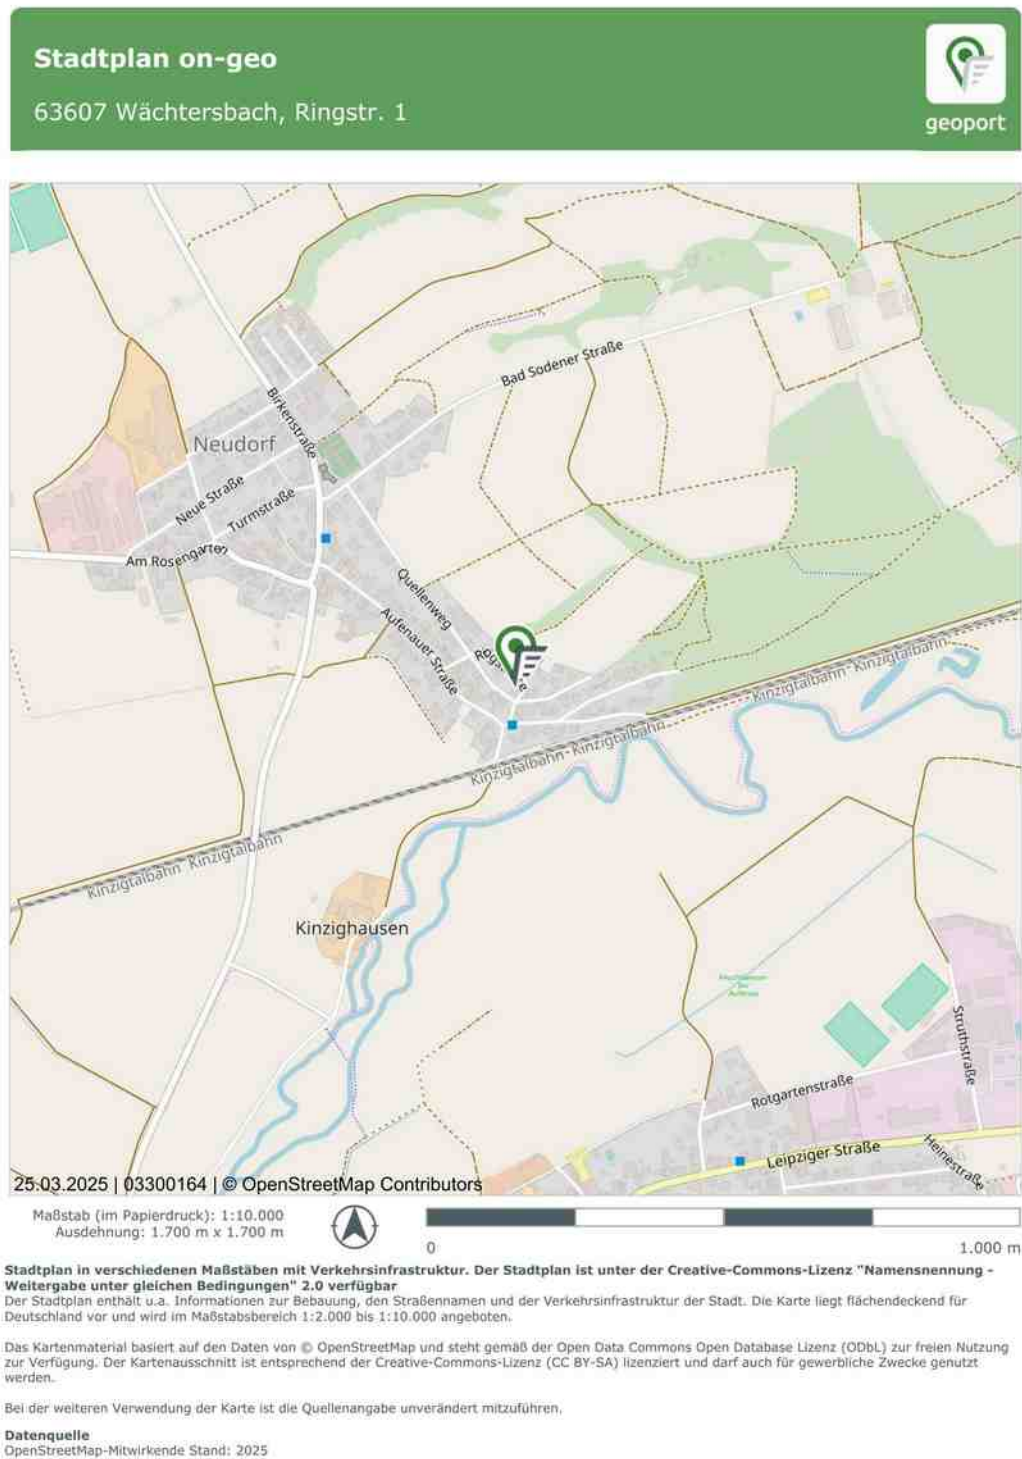 Stadtplan on-geo
63607 Wächtersbach, Ringstr. 1
geoport
Bad Sodener Straße
Birkenstraße
Neudorf
Neue Straße
Turmstraße
Am Rosengarten
Quellenweg
Aufenauer Straße
Kinzigtalbahn
Kinzigtalbahn
Kinzigtalbahn
Kinzigtalbahn
Kinzigtalbahn
Kinzigtalbahn
Kinzighausen
Struthstraße
Rotgartenstraße
Leipziger Straße
Heinestraße
25.03.2025 | 03300164 | © OpenStreetMap Contributors
Maßstab (im Papierdruck): 1:10.000
Ausdehnung: 1.700 m x 1.700 m
0
1.000 m
Stadtplan in verschiedenen Maßstäben mit Verkehrsinfrastruktur. Der Stadtplan ist unter der Creative-Commons-Lizenz "Namensnennung -
Weitergabe unter gleichen Bedingungen" 2.0 verfügbar
Der Stadtplan enthält u.a. Informationen zur Bebauung, den Straßennamen und der Verkehrsinfrastruktur der Stadt. Die Karte liegt flächendeckend für
Deutschland vor und wird im Maßstabsbereich 1:2.000 bis 1:10.000 angeboten.
Das Kartenmaterial basiert auf den Daten von © OpenStreetMap und steht gemäß der Open Data Commons Open Database Lizenz (ODbL) zur freien Nutzung
zur Verfügung. Der Kartenausschnitt ist entsprechend der Creative-Commons-Lizenz (CC BY-SA) lizenziert und darf auch für gewerbliche Zwecke genutzt
werden.
Bei der weiteren Verwendung der Karte ist die Quellenangabe unverändert mitzuführen.
Datenquelle
OpenStreetMap-Mitwirkende Stand: 2025